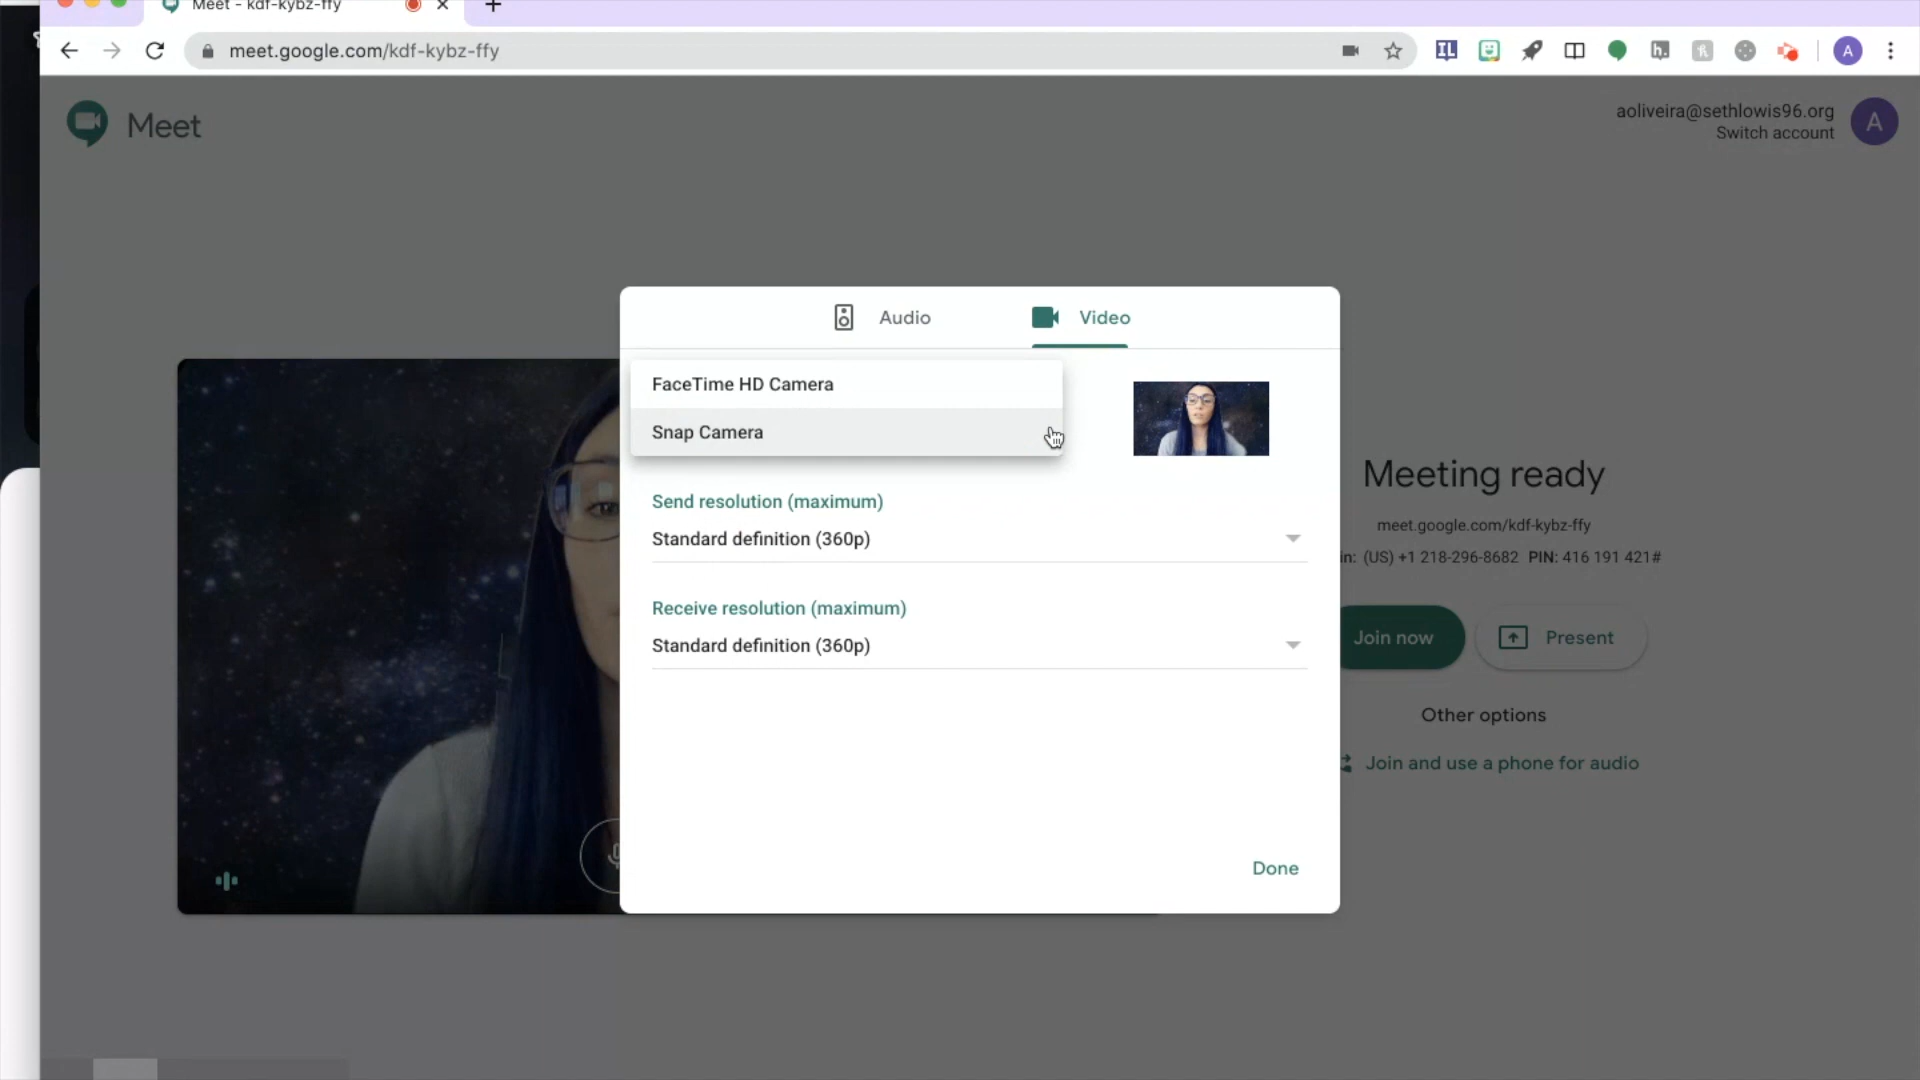 Meet - kdf-kybz-ffy
meet.google.com/kdf-kybz-ffy
IL
h.
A
Meet
aoliveira@sethlowis96.org
Switch account
A
Audio
Video
FaceTime HD Camera
Snap Camera
Send resolution (maximum)
Standard definition (360p)
Receive resolution (maximum)
Standard definition (360p)
Done
Meeting ready
meet.google.com/kdf-kybz-ffy
in: (US) +1 218-296-8682 PIN: 416 191 421#
Join now
Present
Other options
Join and use a phone for audio